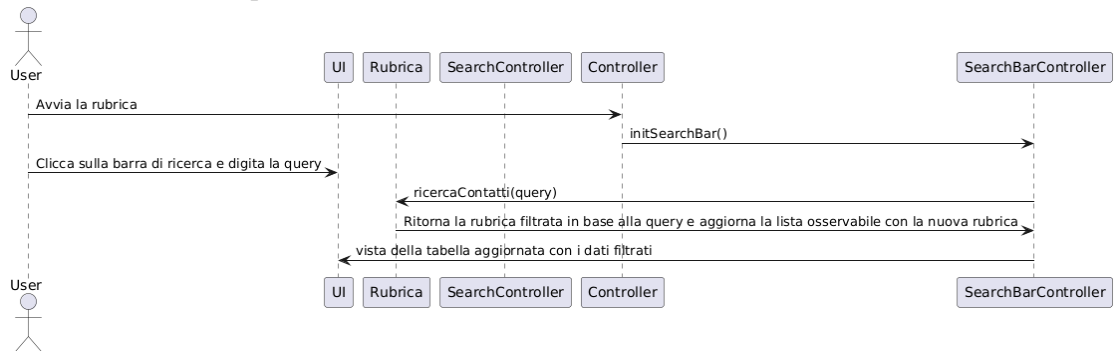 User
UI
Rubrica
SearchController
Controller
SearchBarController
Avvia la rubrica
initSearchBar()
Clicca sulla barra di ricerca e digita la query
ricercaContatti(query)
Ritorna la rubrica filtrata in base alla query e aggiorna la lista osservabile con la nuova rubrica
vista della tabella aggiornata con i dati filtrati
User
UI
Rubrica
SearchController
Controller
SearchBarController